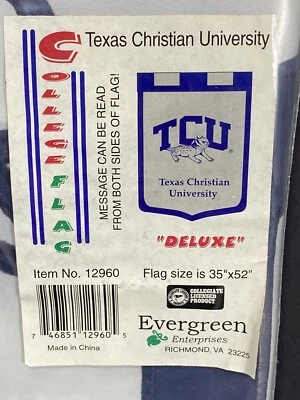 COLLEGE FLAG
Texas Christian University
MESSAGE CAN BE READ
FROM BOTH SIDES OF FLAG!
TCU
Texas Christian
University
"DELUXE"
Item No. 12960
Flag size is 35"x52"
COLLEGIATE
LICENSED
PRODUCT
7 46851 12960 5
Made in China
Evergreen
Enterprises
RICHMOND, VA 23225